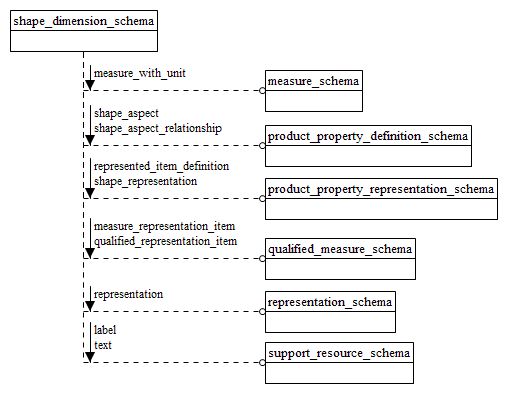 shape_dimension_schema
measure_with_unit
measure_schema
shape_aspect
shape_aspect_relationship
product_property_definition_schema
represented_item_definition
shape_representation
product_property_representation_schema
measure_representation_item
qualified_representation_item
qualified_measure_schema
representation
representation_schema
label
text
support_resource_schema